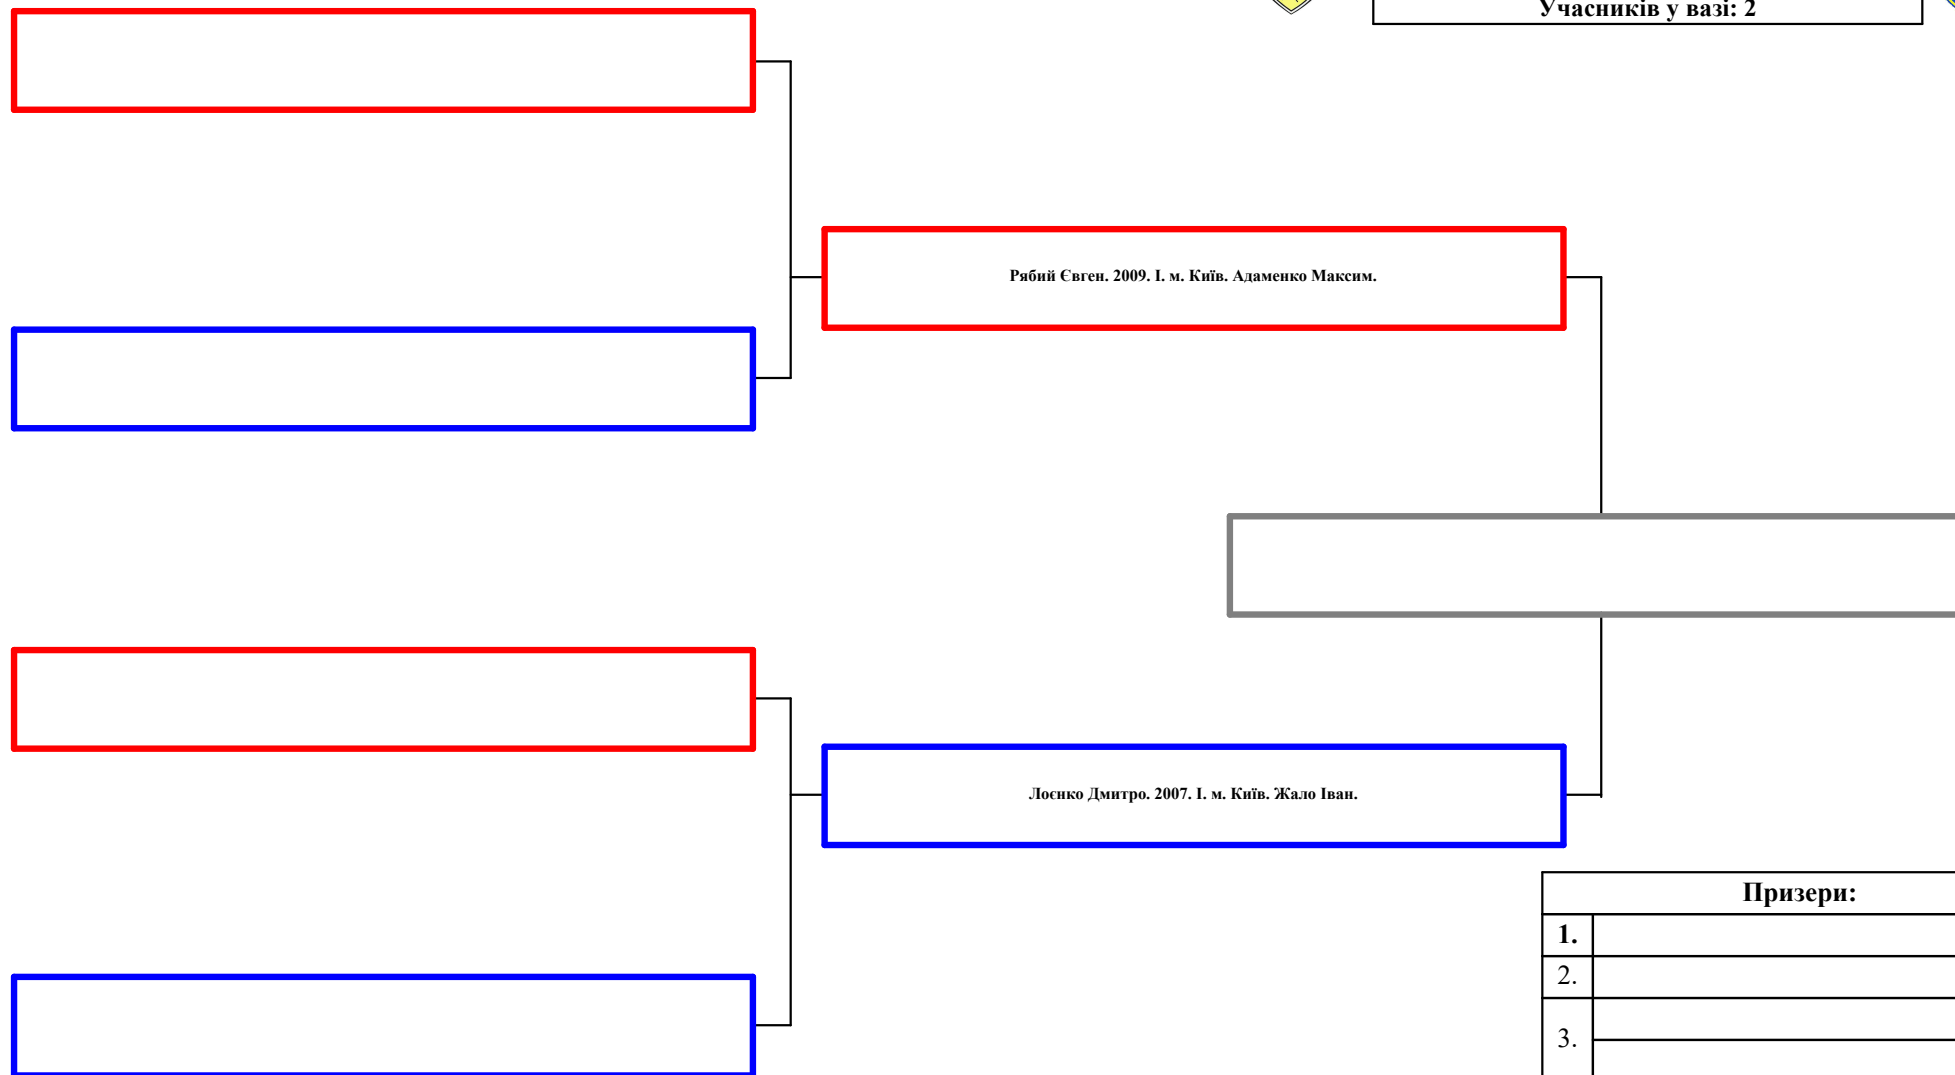 Учасників у вазі: 2
Рябий Євген. 2009. І. м. Київ. Адаменко Максим.
Лоєнко Дмитро. 2007. І. м. Київ. Жало Іван.
Призери:
1.
2.
3.